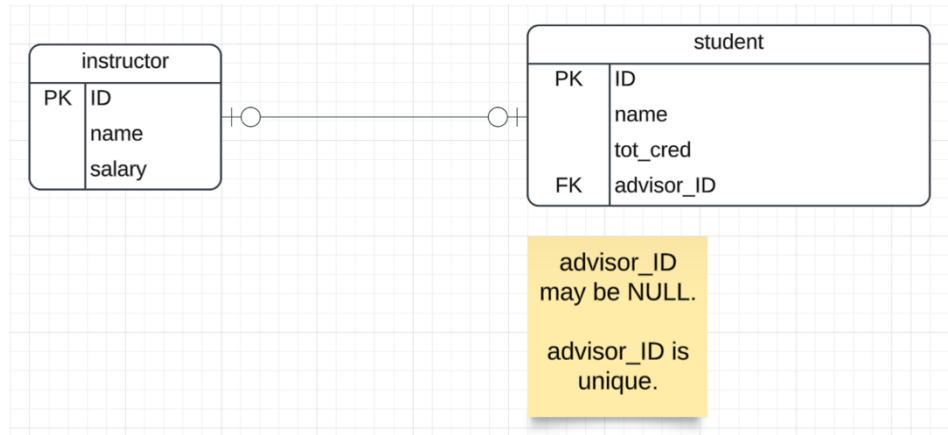 instructor
PK ID
name
salary
student
PK ID
name
tot_cred
FK advisor_ID
advisor_ID
may be NULL.
advisor_ID is
unique.